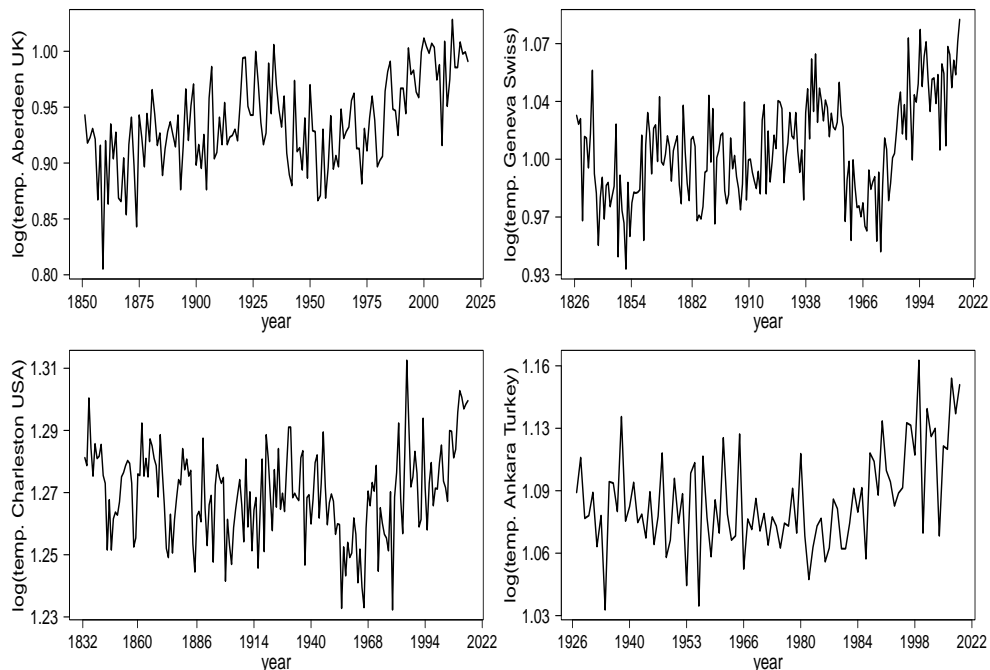 log(temp. Aberdeen UK)
1.00
0.95
0.90
0.85
0.80
1850 1875 1900 1925 1950 1975 2000 2025
year
log(temp. Geneva Swiss)
1.07
1.04
1.00
0.97
0.93
1826 1854 1882 1910 1938 1966 1994 2022
year
log(temp. Charleston USA)
1.31
1.29
1.27
1.25
1.23
1832 1860 1886 1914 1940 1968 1994 2022
year
log(temp. Ankara Turkey)
1.16
1.13
1.09
1.06
1.03
1926 1940 1953 1966 1980 1984 1998 2022
year